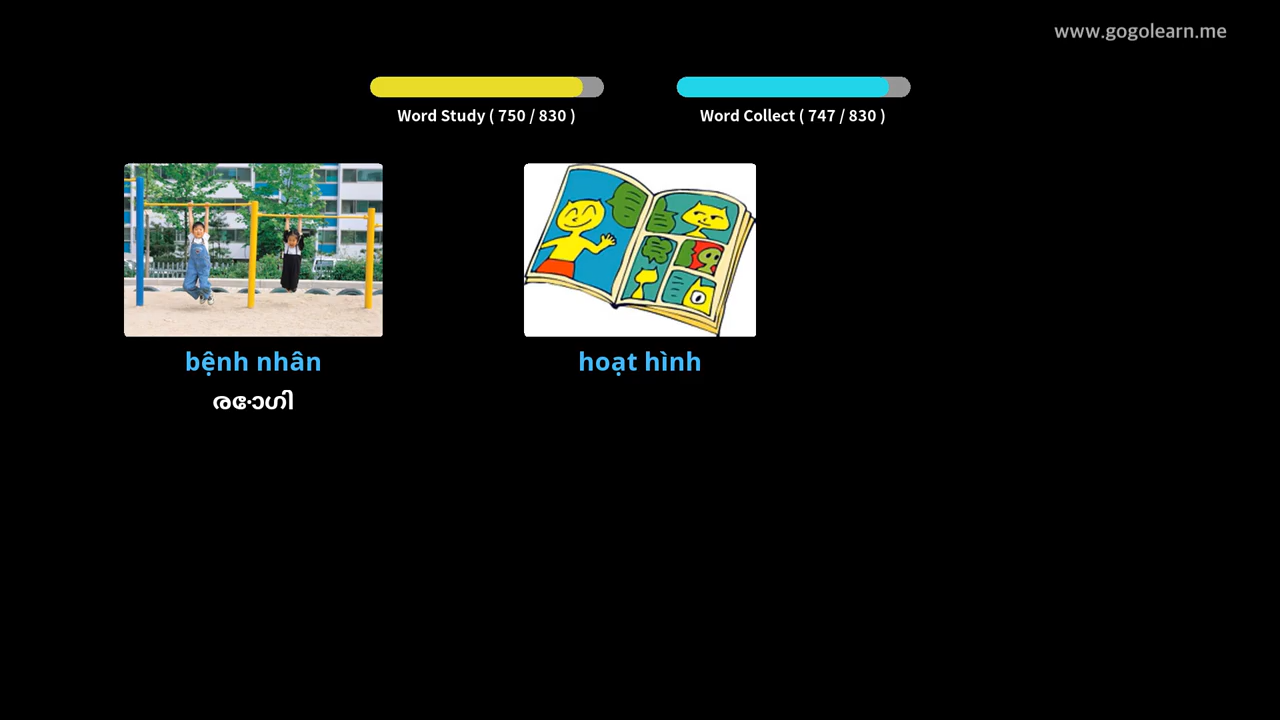 www.gogolearn.me
Word Study ( 750 / 830 )
Word Collect ( 747 / 830 )
bệnh nhân
hoạt hình
രോഗി